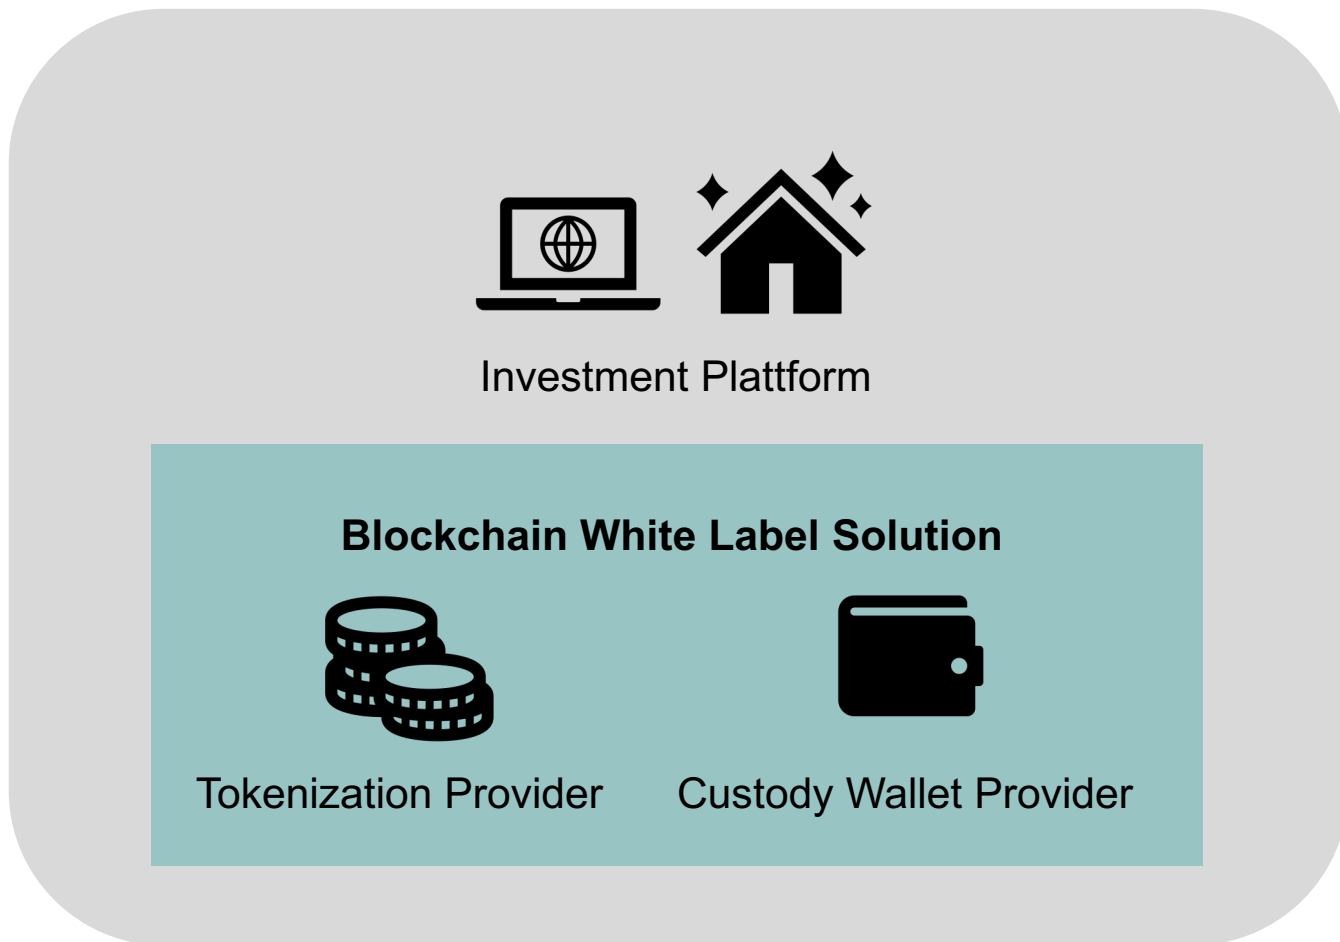 Investment Plattform
Blockchain White Label Solution
Tokenization Provider
Custody Wallet Provider